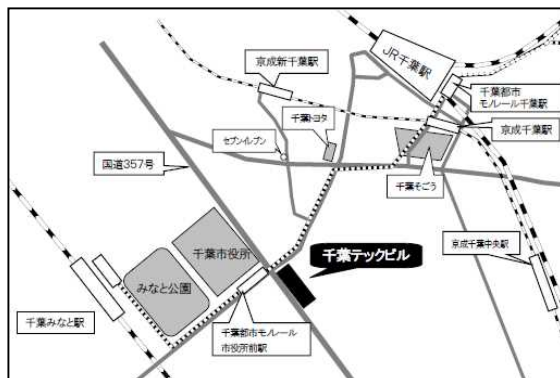 JR千葉駅
京成新千葉駅
千葉都市
モノレール千葉駅
千葉トヨタ
京成千葉駅
セブンイレブン
国道357号
千葉そごう
千葉市役所
千葉テックビル
京成千葉中央駅
みなと公園
千葉みなと駅
千葉都市モノレール
市役所前駅